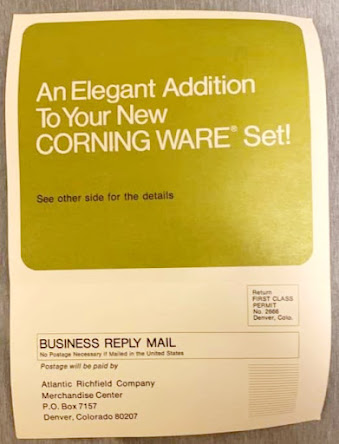 An Elegant Addition
To Your New
CORNING WARE® Set!
See other side for the details
Return
FIRST CLASS
PERMIT
No. 2666
Denver, Colo.
BUSINESS REPLY MAIL
No Postage Necessary if Mailed in the United States
Postage will be paid by
Atlantic Richfield Company
Merchandise Center
P.O. Box 7157
Denver, Colorado 80207